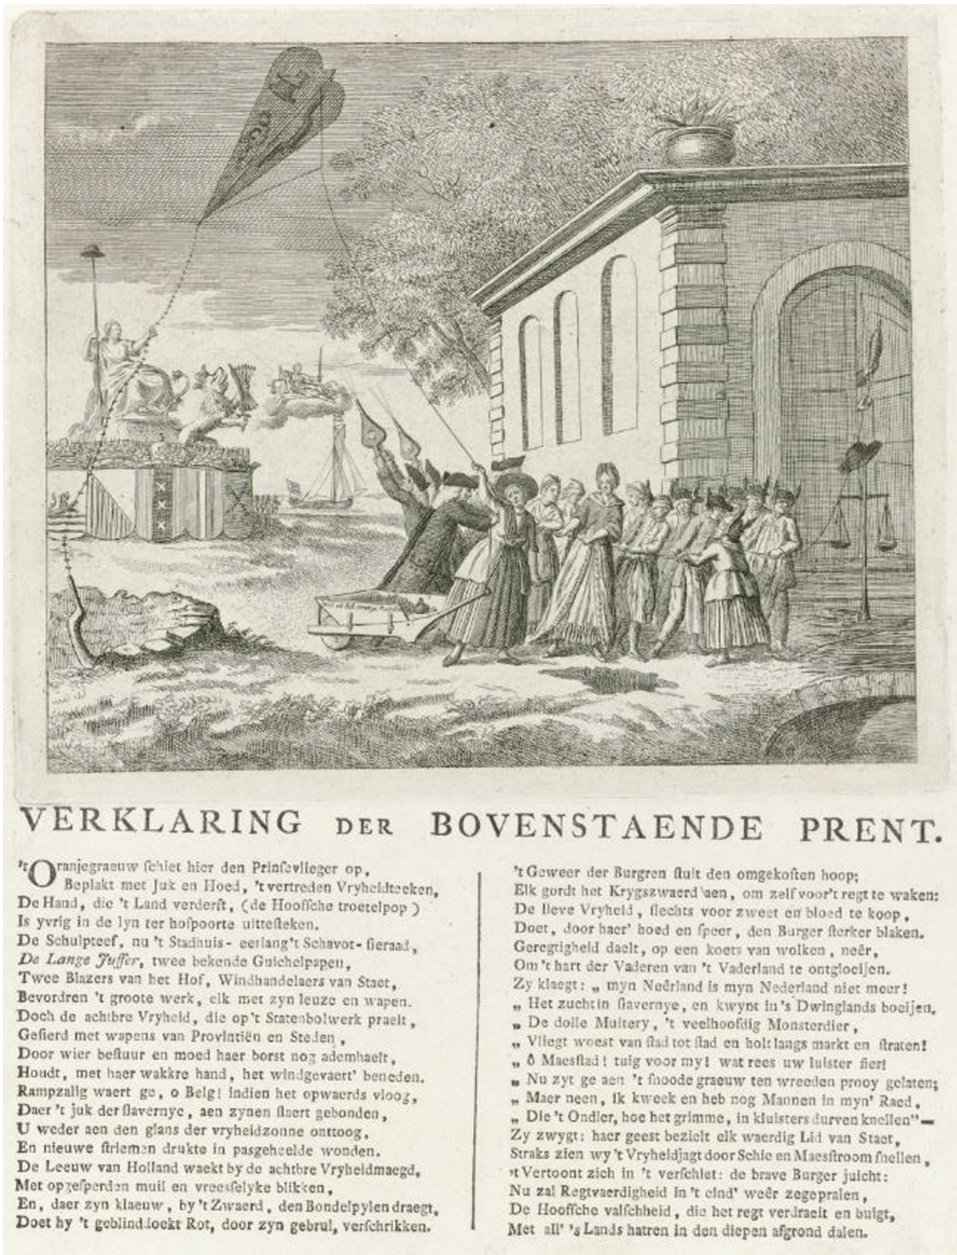 VERKLARING DER BOVENSTAENDE PRENT.
't Oranjegraeuw ſchiet hier den Prinſevlieger op,
Beplakt met Juk en Hoed, 't vertreden Vryheidteeken,
De Hand, die 't Land verderft, (de Hooffche troetelpop)
Is yvrig in de lyn ter hofpoorte uitteſteken.
De Schulpteef, nu 't Stadhuis- eerlang 't Schavot-ſieraad,
De Lange Juffer, twee bekende Guichelpapen,
Twee Blazers van het Hof, Windhandelaers van Staet,
Bevordren 't groote werk, elk met zyn leuze en wapen.
Doch de achtbre Vryheid, die op 't Statenbolwerk praelt,
Geſierd met wapens van Provintiën en Steden,
Door wier beſtuur en moed haer borst nog ademhaelt,
Houdt, met haer wakkre hand, het windgevaert' beneden.
Rampzalig waert ge, o Belg! indien het opwaerds vloog,
Daer 't juk der ſlavernye, aen zynen ſtaert gebonden,
U weder aen den glans der vryheidzonne onttoog,
En nieuwe ſtriemen drukte in pasgeheelde wonden.
De Leeuw van Holland waekt by de achtbre Vryheidmaegd,
Met opgeſperden muil en vreesſelyke blikken,
En, daer zyn klaeuw, by 't Zwaerd, den Bondelpylen draegt,
Doet hy 't geblinddoekt Rot, door zyn gebrul, verſchrikken.
't Geweer der Burgren ſluit den omgekoften hoop;
Elk gordt het Krygszwaerd aen, om zelf voor 't regt te waken:
De lieve Vryheid, ſlechts voor zweet en bloed te koop,
Doet, door haer' hoed en ſpeer, den Burger ſterker blaken.
Geregtigheid daelt, op een koets van wolken, neêr,
Om 't hart der Vaderen van 't Vaderland te ontgloeijen.
Zy klaegt: „ myn Neêrland is myn Nederland niet meer!
„ Het zucht in ſlavernye, en kwynt in 's Dwinglands boeijen.
„ De dolle Muitery, 't veelhoofdig Monsterdier,
„ Vliegt woest van ſtad tot ſtad en holt langs markt en ſtraten!
„ ô Maesſtad! tuig voor my! wat rees uw luister fier!
„ Nu zyt ge aen 't ſnoode graeuw ten wreeden prooy gelaten;
„ Maer neen, ik kweek en heb nog Mannen in myn' Raed,
„ Die 't Ondier, hoe het grimme, in kluisters durven knellen"—
Zy zwygt: haer geest bezielt elk waerdig Lid van Staet,
Straks zien wy 't Vryheidjagt door Schie en Maesſtroom ſnellen,
't Vertoont zich in 't verſchiet: de brave Burger juicht:
Nu zal Regtvaerdigheid in 't eind' weêr zegepralen,
De Hooffche valſchheid, die het regt verdraeit en buigt,
Met all' 's Lands hatren in den diepen afgrond dalen.